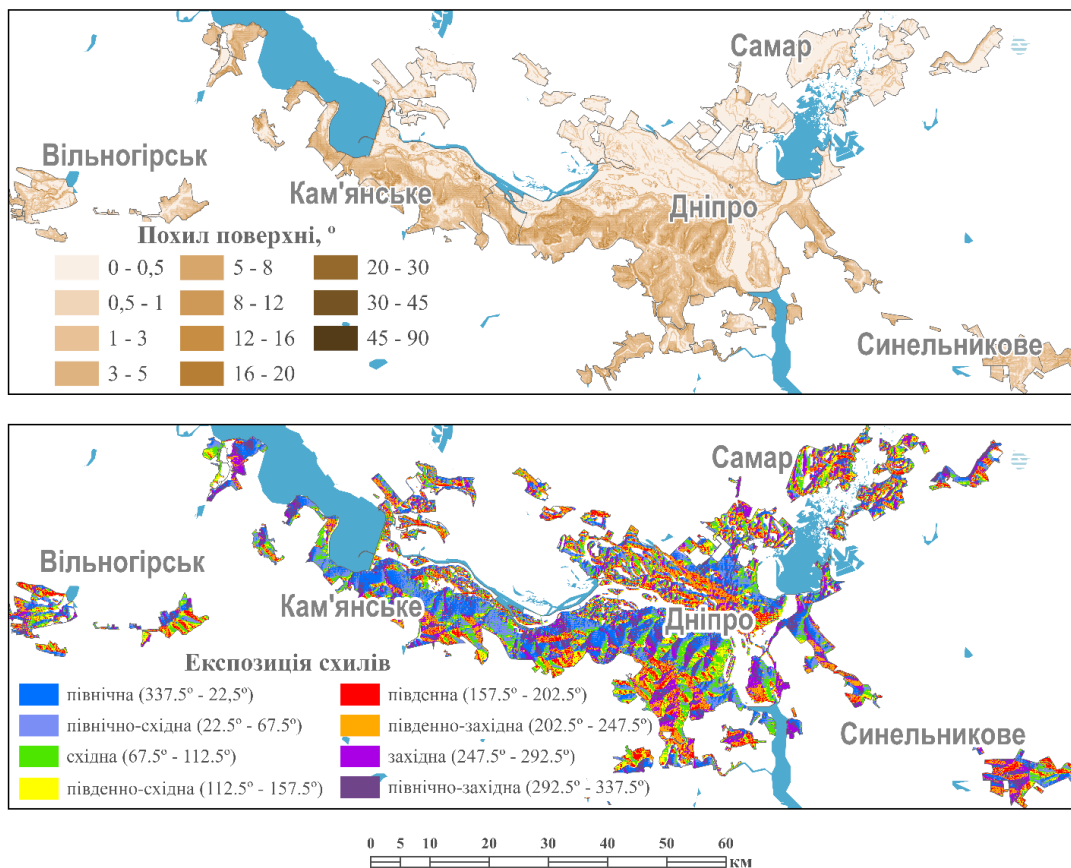 Самар
Вільногірськ
Кам'янське
Дніпро
Похил поверхні, °
0 - 0,5
5 - 8
20 - 30
0,5 - 1
8 - 12
30 - 45
1 - 3
12 - 16
45 - 90
3 - 5
16 - 20
Синельникове
Самар
Вільногірськ
Кам'янське
Дніпро
Експозиція схилів
північна (337.5° - 22,5°)
південна (157.5° - 202.5°)
північно-східна (22.5° - 67.5°)
південно-західна (202.5° - 247.5°)
східна (67.5° - 112.5°)
західна (247.5° - 292.5°)
південно-східна (112.5° - 157.5°)
північно-західна (292.5° - 337.5°)
Синельникове
0 5 10 20 30 40 50 60
км